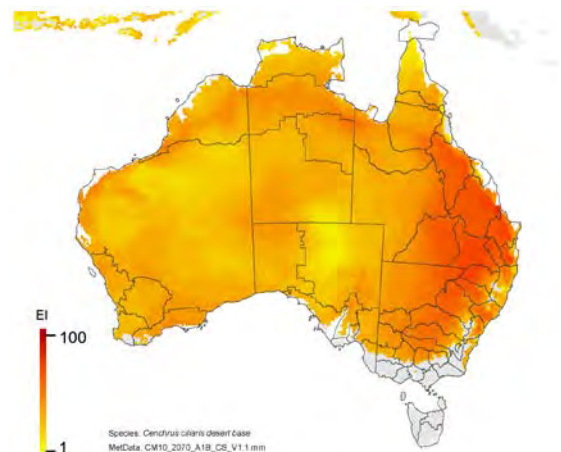 EI
100
1
Species: Cenchrus ciliaris desert base
MetData: CM10_2070_A1B_CS_V1.1.mm